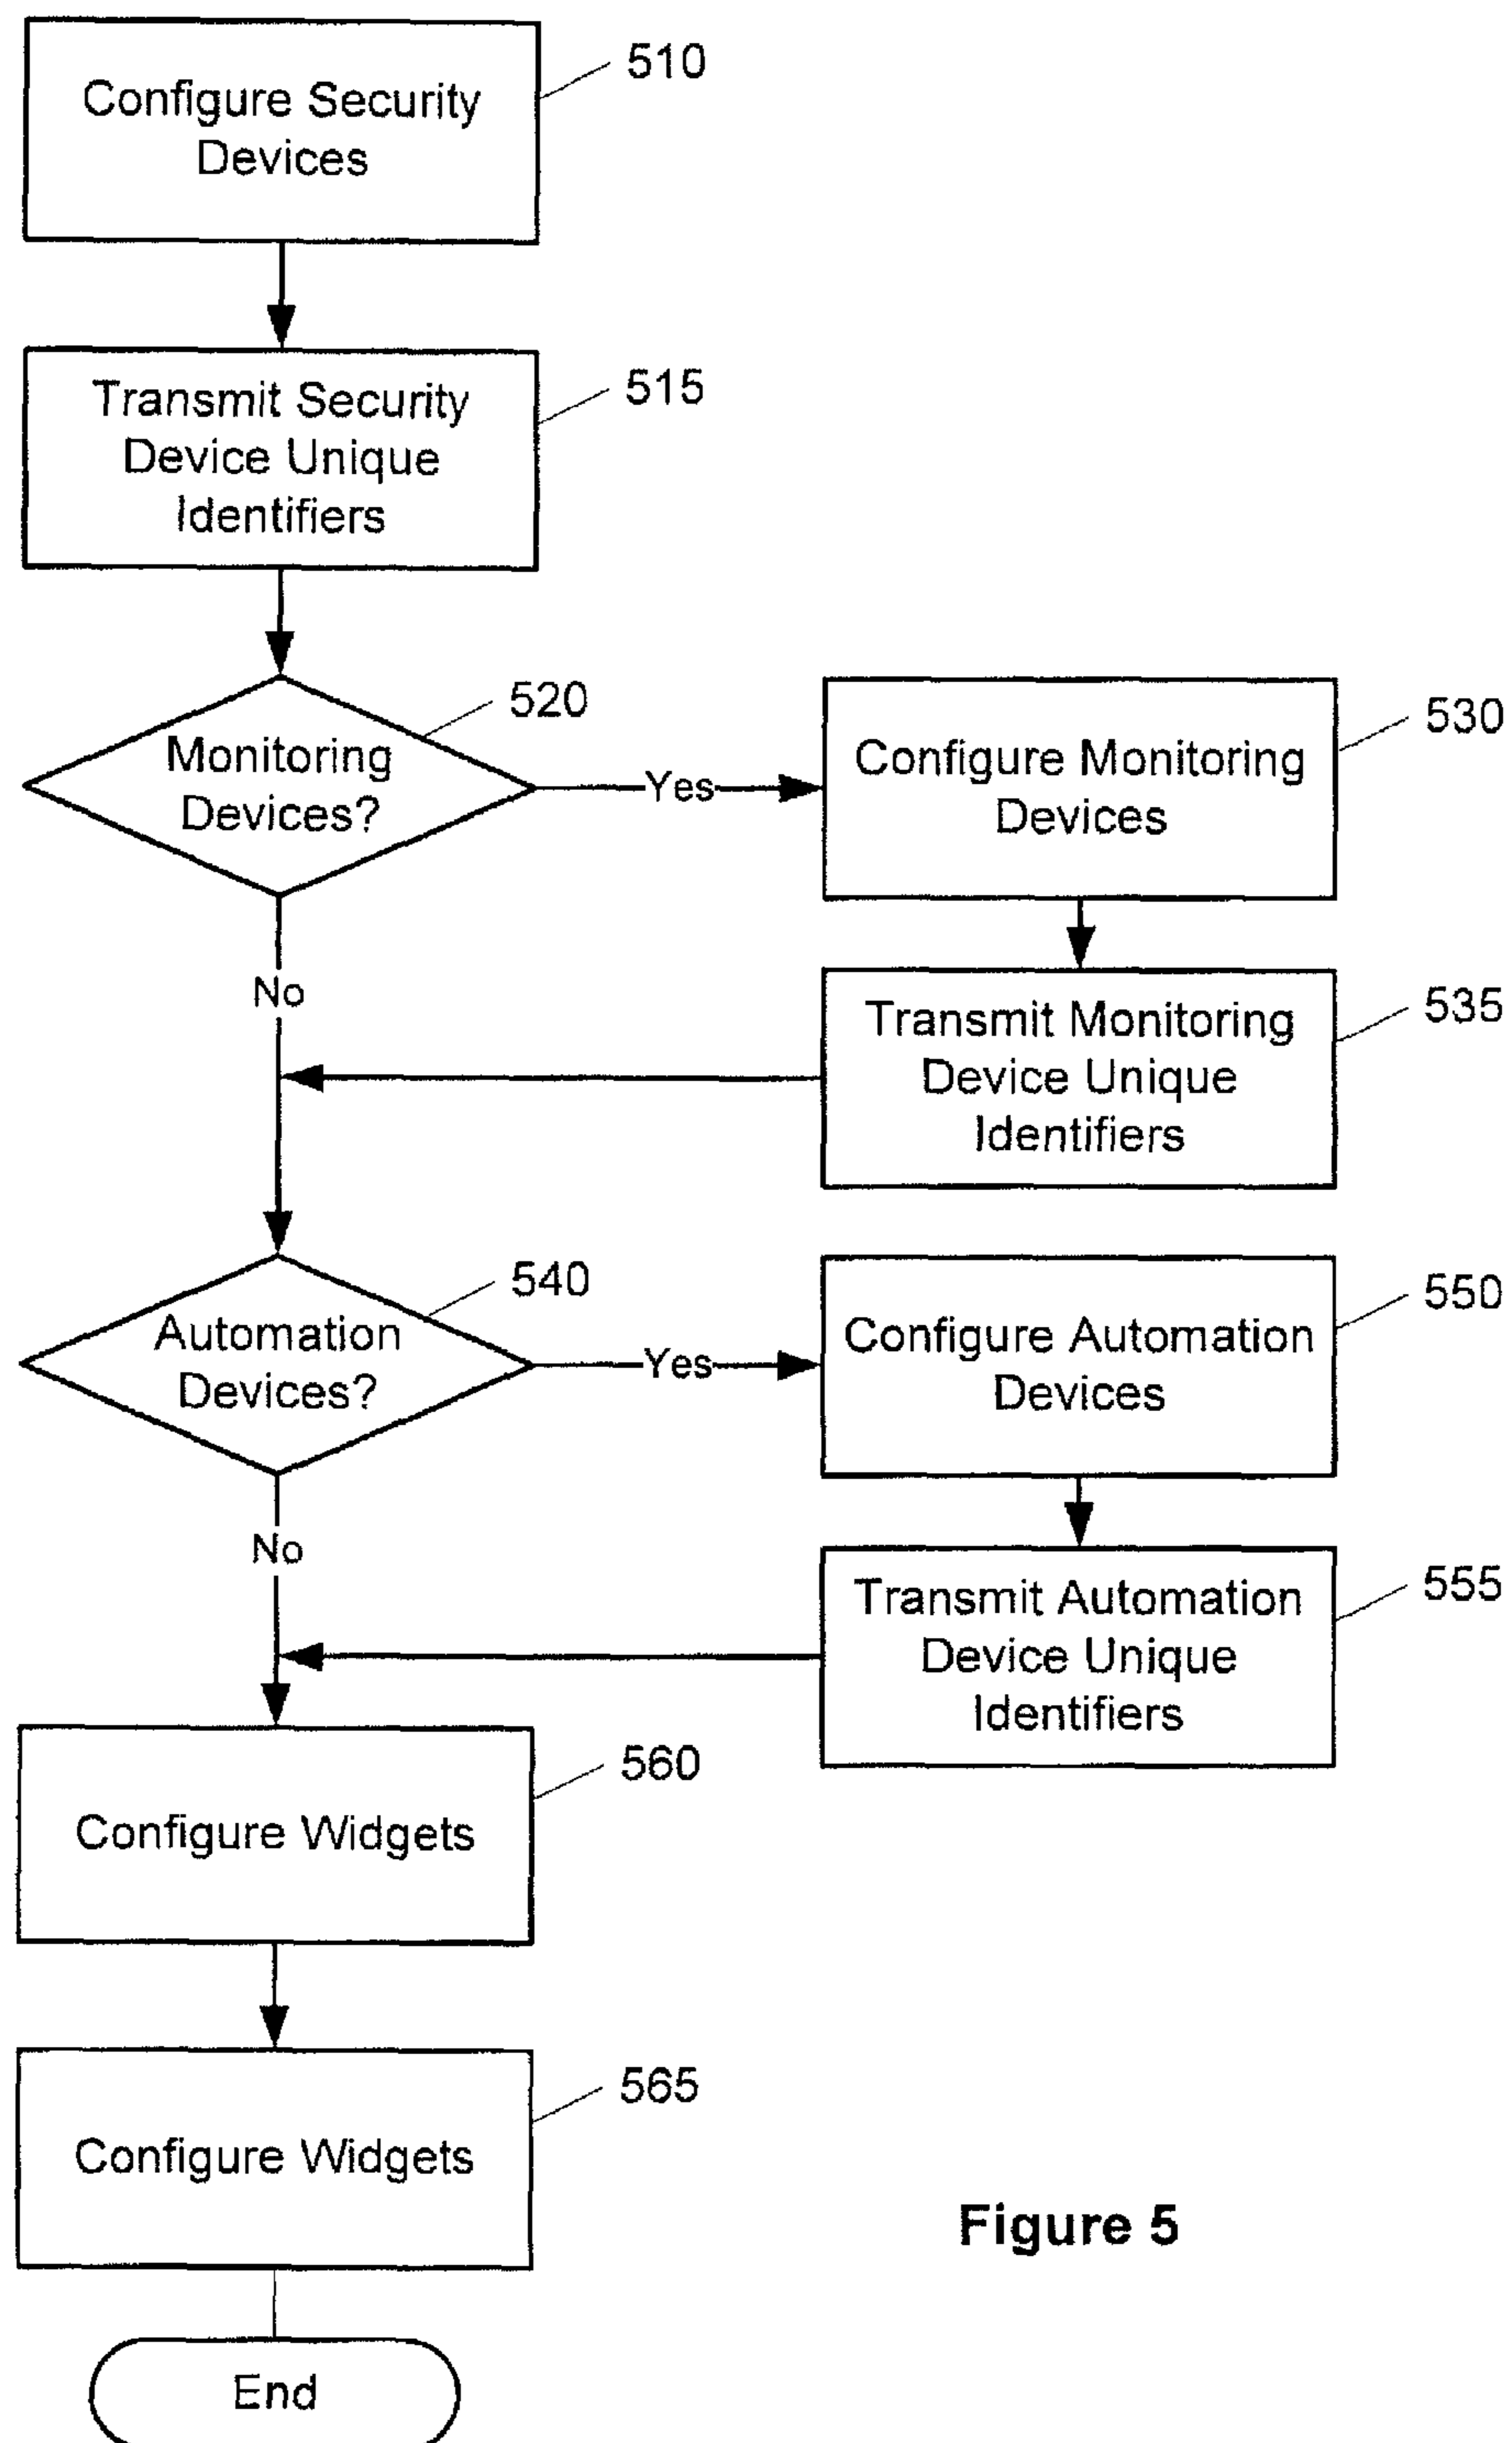 510
Configure Security
Devices
515
Transmit Security
Device Unique
Identifiers
520
Monitoring
Devices?
Yes
530
Configure Monitoring
Devices
No
535
Transmit Monitoring
Device Unique
Identifiers
540
Automation
Devices?
Yes
550
Configure Automation
Devices
No
555
Transmit Automation
Device Unique
Identifiers
560
Configure Widgets
565
Configure Widgets
Figure 5
End